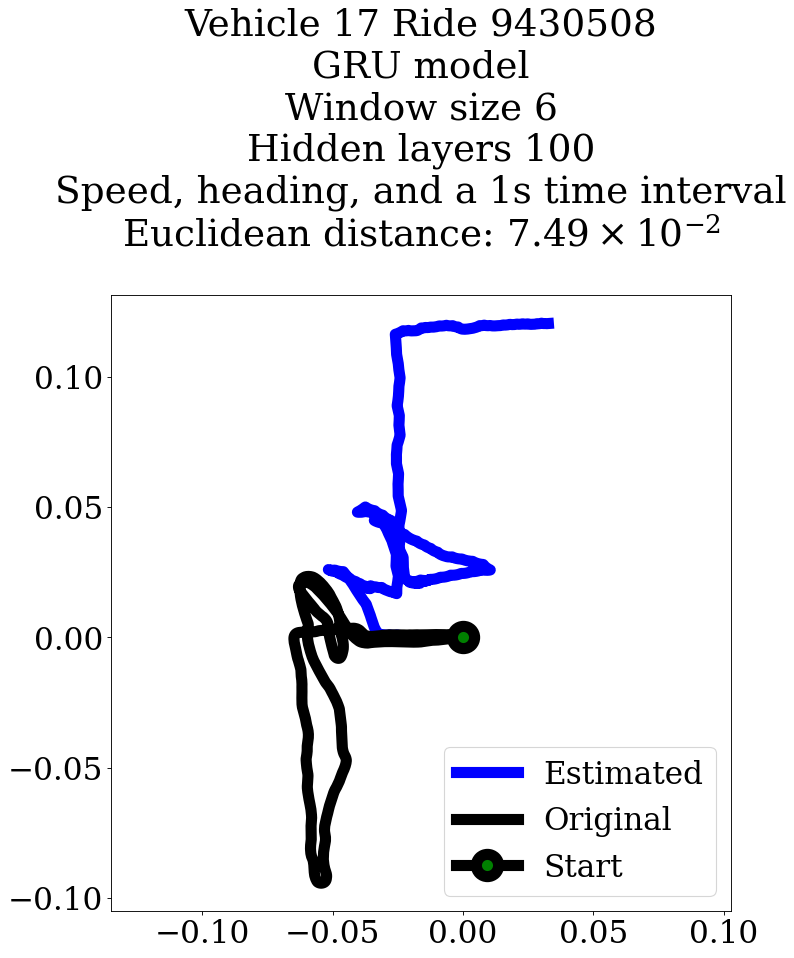 Vehicle 17 Ride 9430508
GRU model
Window size 6
Hidden layers 100
Speed, heading, and a 1s time interval
Euclidean distance: 7.49 × 10⁻²
0.10
0.05
0.00
−0.05
−0.10
Estimated
Original
Start
−0.10 −0.05 0.00 0.05 0.10